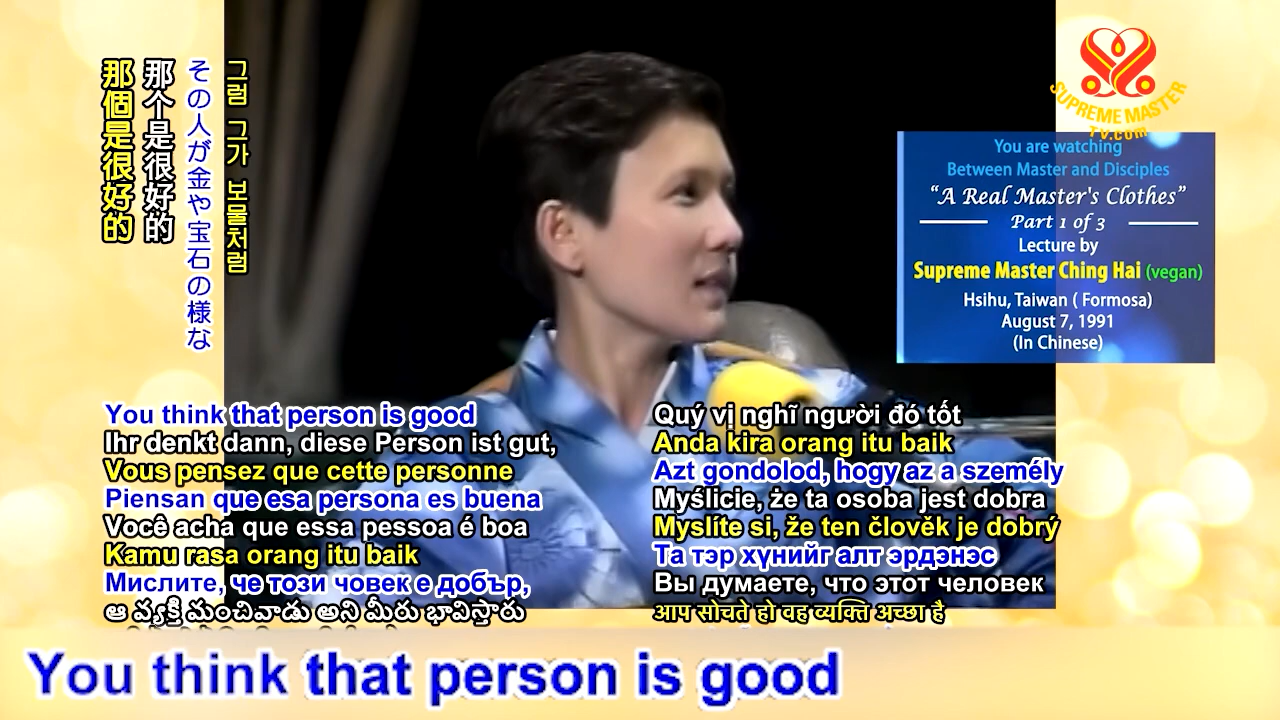 那個是很好的
那个是很好的
その人が金や宝石の様な
그럼 그가 보물처럼
SUPREME MASTER
TV.com
You are watching
Between Master and Disciples
“A Real Master's Clothes”
Part 1 of 3
Lecture by
Supreme Master Ching Hai (vegan)
Hsihu, Taiwan ( Formosa)
August 7, 1991
(In Chinese)
You think that person is good
Ihr denkt dann, diese Person ist gut,
Vous pensez que cette personne
Piensan que esa persona es buena
Você acha que essa pessoa é boa
Kamu rasa orang itu baik
Мислите, че този човек е добър,
ఆ వ్యక్తి మంచివాడు అని మీరు భావిస్తారు
Quý vị nghĩ người đó tốt
Anda kira orang itu baik
Azt gondolod, hogy az a személy
Myślicie, że ta osoba jest dobra
Myslíte si, že ten člověk je dobrý
Та тэр хүнийг алт эрдэнэс
Вы думаете, что этот человек
आप सोचते हो वह व्यक्ति अच्छा है
You think that person is good